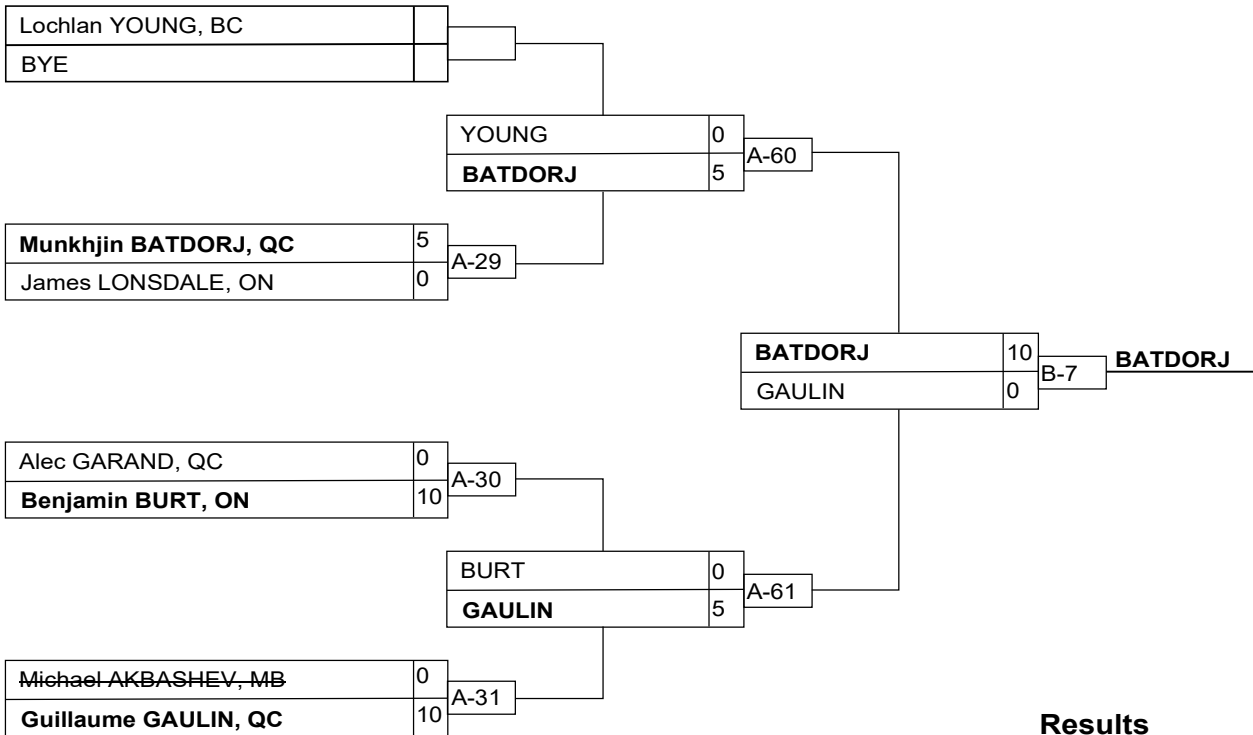 Lochlan YOUNG, BC
BYE
YOUNG 0
BATDORJ 5
A-60
Munkhjin BATDORJ, QC 5
James LONSDALE, ON 0
A-29
BATDORJ 10
GAULIN 0
B-7
BATDORJ
Alec GARAND, QC 0
Benjamin BURT, ON 10
A-30
BURT 0
GAULIN 5
A-61
Michael AKBASHEV, MB 0
Guillaume GAULIN, QC 10
A-31
Results